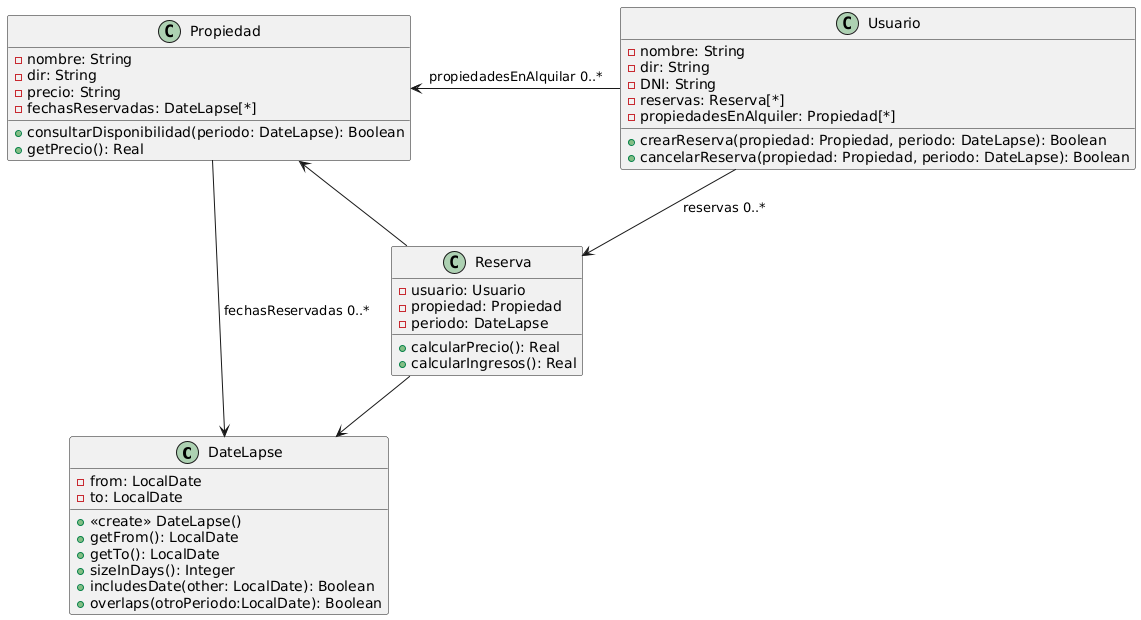 C Propiedad
nombre: String
dir: String
precio: String
fechasReservadas: DateLapse[*]
consultarDisponibilidad(periodo: DateLapse): Boolean
getPrecio(): Real
propiedadesEnAlquilar 0..*
C Usuario
nombre: String
dir: String
DNI: String
reservas: Reserva[*]
propiedadesEnAlquiler: Propiedad[*]
crearReserva(propiedad: Propiedad, periodo: DateLapse): Boolean
cancelarReserva(propiedad: Propiedad, periodo: DateLapse): Boolean
reservas 0..*
C Reserva
usuario: Usuario
propiedad: Propiedad
periodo: DateLapse
calcularPrecio(): Real
calcularIngresos(): Real
fechasReservadas 0..*
C DateLapse
from: LocalDate
to: LocalDate
«create» DateLapse()
getFrom(): LocalDate
getTo(): LocalDate
sizeInDays(): Integer
includesDate(other: LocalDate): Boolean
overlaps(otroPeriodo:LocalDate): Boolean